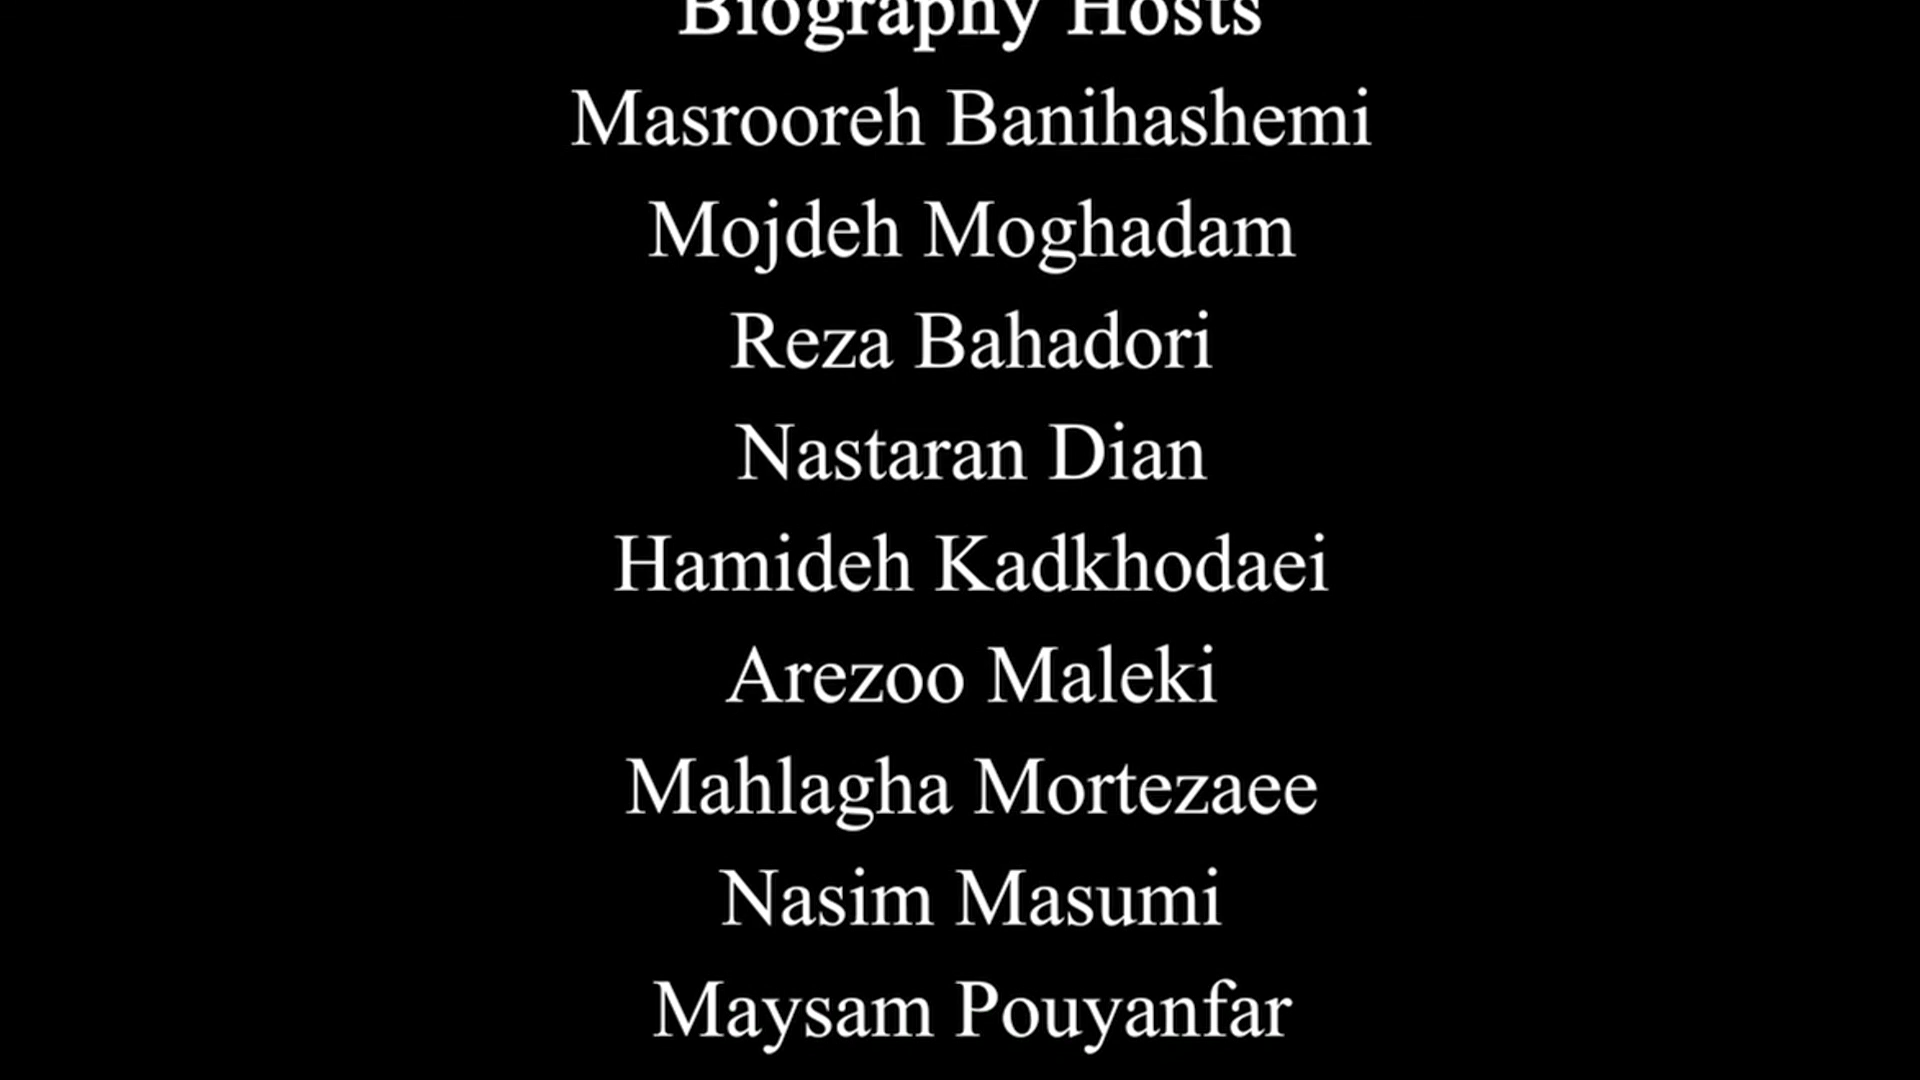 Biography Hosts
Masrooreh Banihashemi
Mojdeh Moghadam
Reza Bahadori
Nastaran Dian
Hamideh Kadkhodaei
Arezoo Maleki
Mahlagha Mortezaee
Nasim Masumi
Maysam Pouyanfar